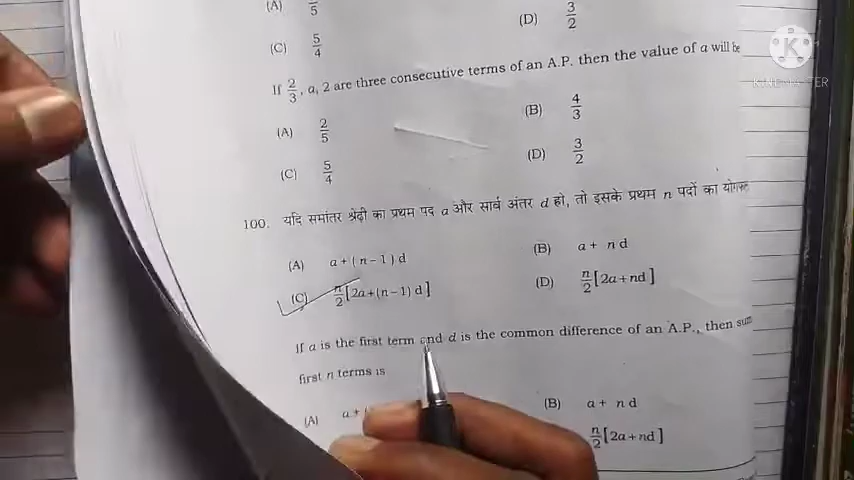 (A) 5
(D) 3/2
(C) 5/4
If 2/3, a, 2 are three consecutive terms of an A.P. then the value of a will be
(A) 2/5 (B) 4/3
(C) 5/4 (D) 3/2
100. यदि समांतर श्रेढ़ी का प्रथम पद a और सार्व अंतर d हो, तो इसके प्रथम n पदों का
(A) a+(n-1)d (B) a+ nd
(C) n/2[2a+(n-1)d] (D) n/2[2a+nd]
If a is the first term and d is the common difference of an A.P., then sum
first n terms is
(A) a+( (B) a+ nd
n/2[2a+nd]
K
KINEMASTER